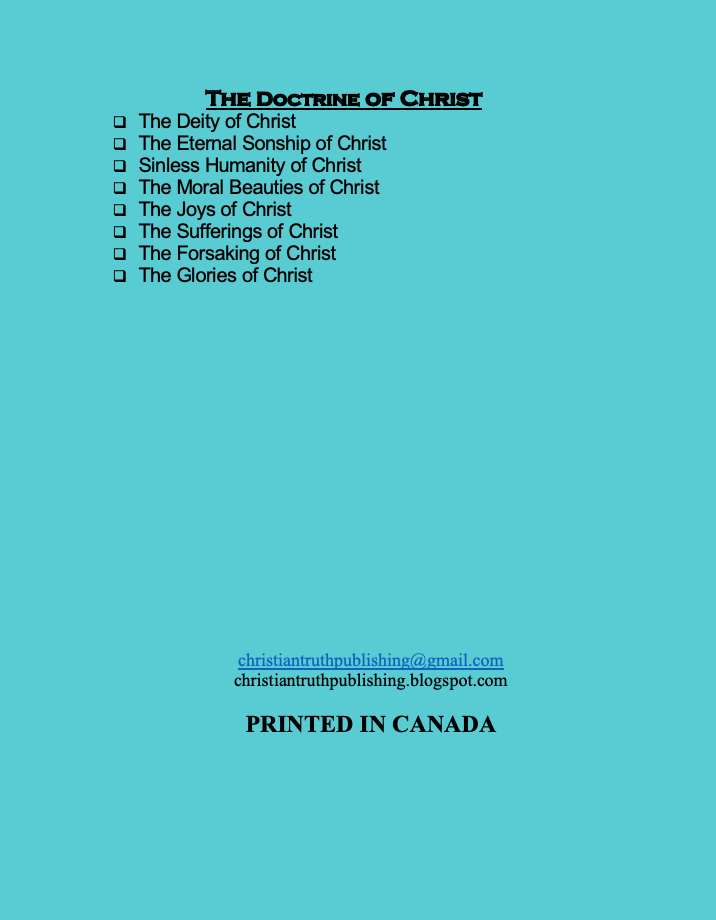 The Doctrine of Christ
❑ The Deity of Christ
❑ The Eternal Sonship of Christ
❑ Sinless Humanity of Christ
❑ The Moral Beauties of Christ
❑ The Joys of Christ
❑ The Sufferings of Christ
❑ The Forsaking of Christ
❑ The Glories of Christ
christiantruthpublishing@gmail.com
christiantruthpublishing.blogspot.com
PRINTED IN CANADA